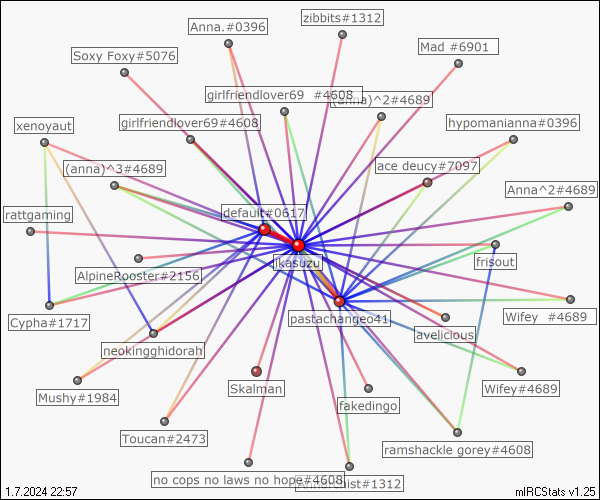 zibbits#1312
Anna.#0396
Mad #6901
Soxy Foxy#5076
girlfriendlover69 #4608
(anna)^2#4689
xenoyaut
girlfriendlover69#4608
hypomanianna#0396
(anna)^3#4689
ace deucy#7097
Anna^2#4689
rattgaming
default#0617
jkasuzu
frisout
AlpineRooster#2156
Cypha#1717
pastachangeo41
Wifey #4689
avelicious
neokingghidorah
Skalman
Wifey#4689
Mushy#1984
fakedingo
Toucan#2473
ramshackle gorey#4608
no cops no laws no hope#4608
#1312
1.7.2024 22:57
mIRCStats v1.25